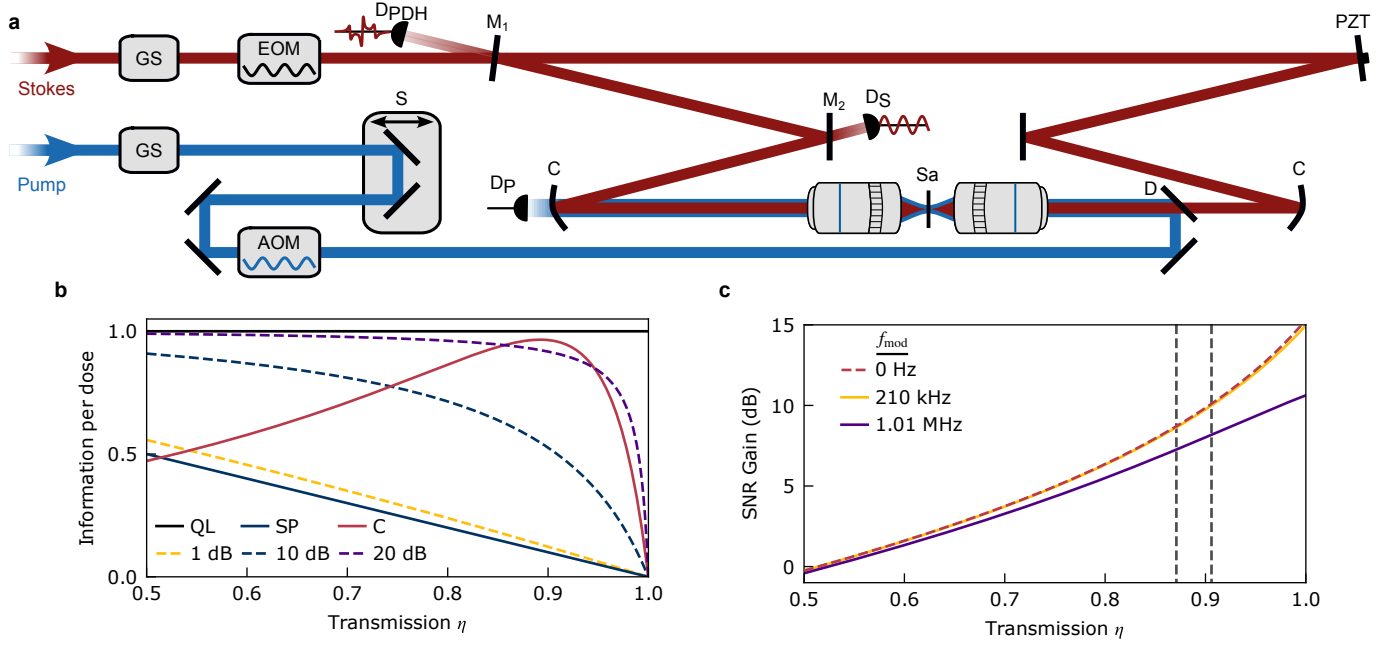 a
D_PDH
M_1
PZT
GS
EOM
Stokes
S
M_2
D_S
GS
Pump
D_P
C
Sa
D
C
AOM
b
c
1.0
0.5
0.0
Information per dose
QL
SP
C
1 dB
10 dB
20 dB
0.5
0.6
0.7
0.8
0.9
1.0
Transmission η
15
10
5
0
SNR Gain (dB)
f_mod
0 Hz
210 kHz
1.01 MHz
0.5
0.6
0.7
0.8
0.9
1.0
Transmission η